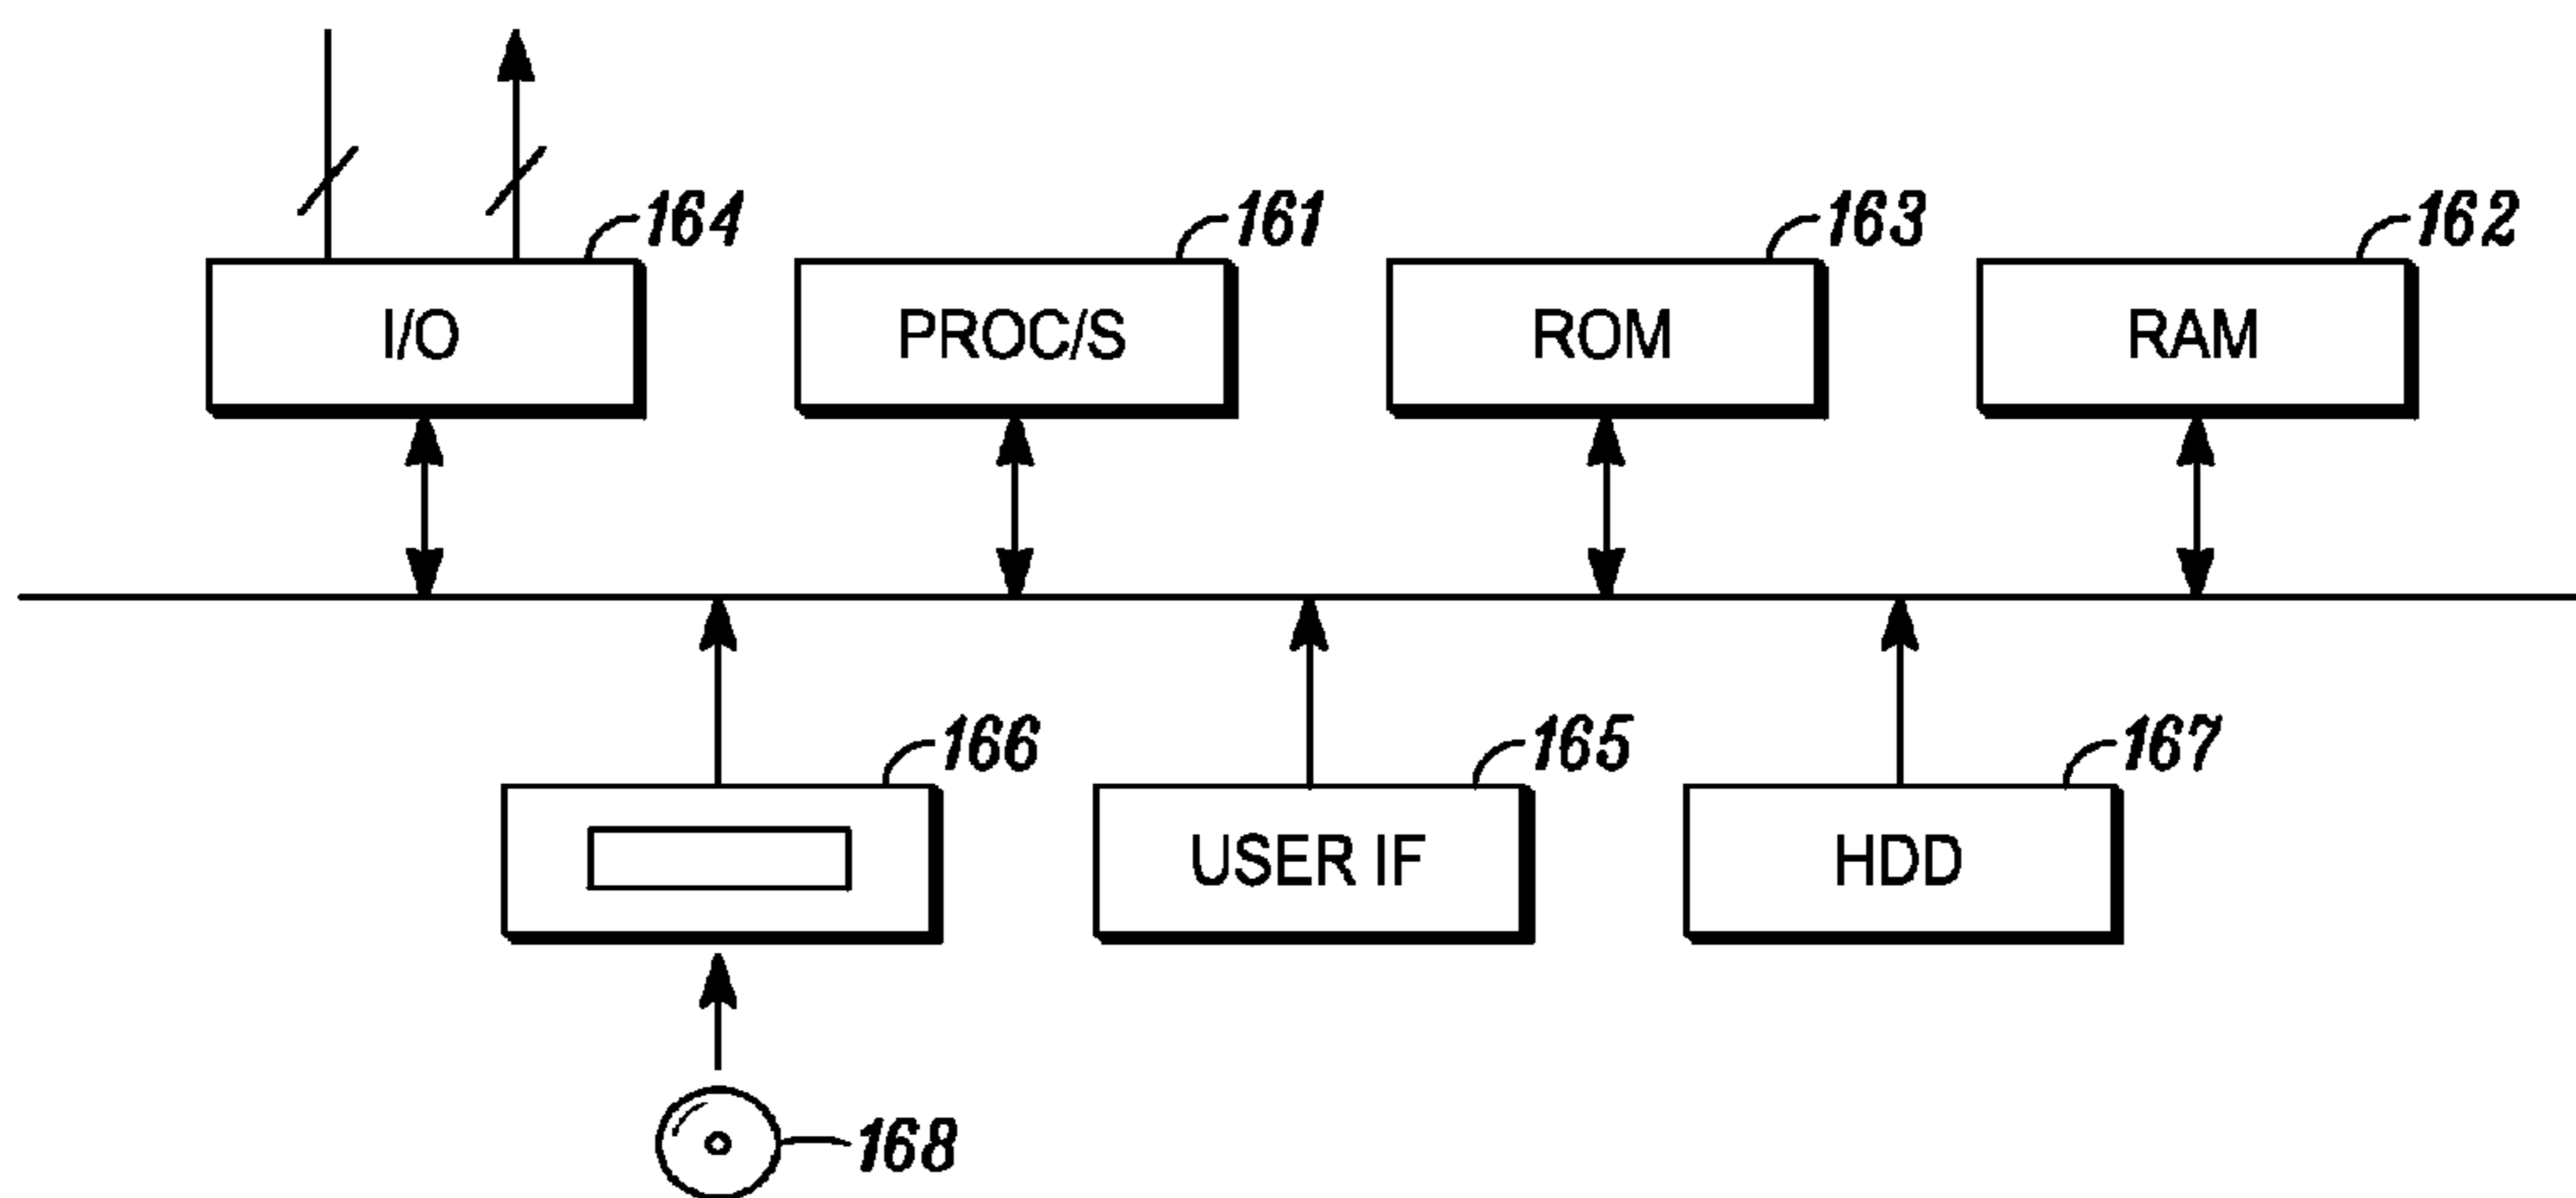 164
161
163
162
I/O
PROC/S
ROM
RAM
166
165
167
USER IF
HDD
168